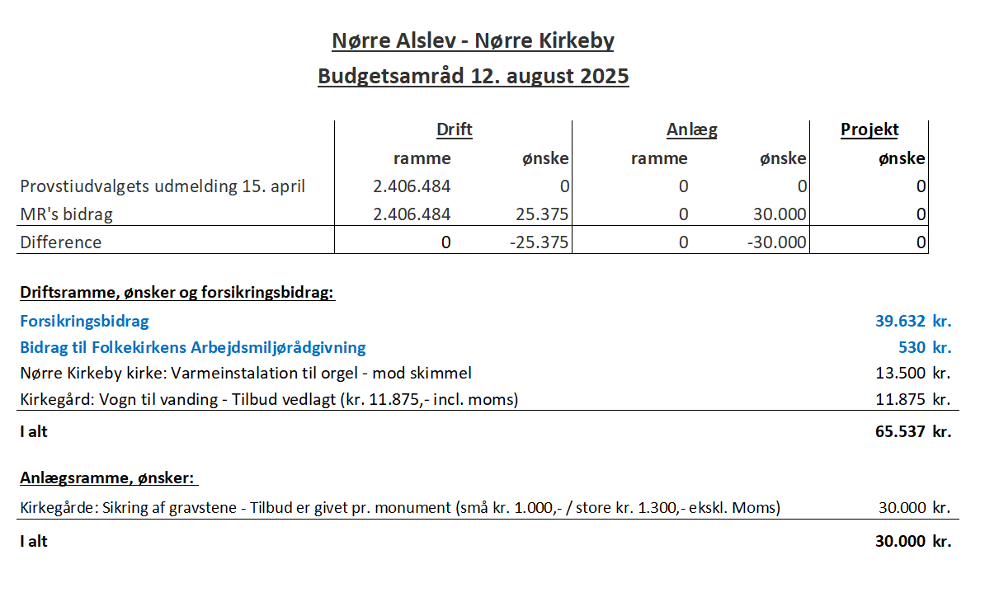 Nørre Alslev - Nørre Kirkeby
Budgetsamråd 12. august 2025
Drift Anlæg Projekt
ramme ønske ramme ønske ønske
Provstiudvalgets udmelding 15. april 2.406.484 0 0 0 0
MR's bidrag 2.406.484 25.375 0 30.000 0
Difference 0 -25.375 0 -30.000 0
Driftsramme, ønsker og forsikringsbidrag:
Forsikringsbidrag 39.632 kr.
Bidrag til Folkekirkens Arbejdsmiljørådgivning 530 kr.
Nørre Kirkeby kirke: Varmeinstalation til orgel - mod skimmel 13.500 kr.
Kirkegård: Vogn til vanding - Tilbud vedlagt (kr. 11.875,- incl. moms) 11.875 kr.
I alt 65.537 kr.
Anlægsramme, ønsker:
Kirkegårde: Sikring af gravstene - Tilbud er givet pr. monument (små kr. 1.000,- / store kr. 1.300,- ekskl. Moms) 30.000 kr.
I alt 30.000 kr.